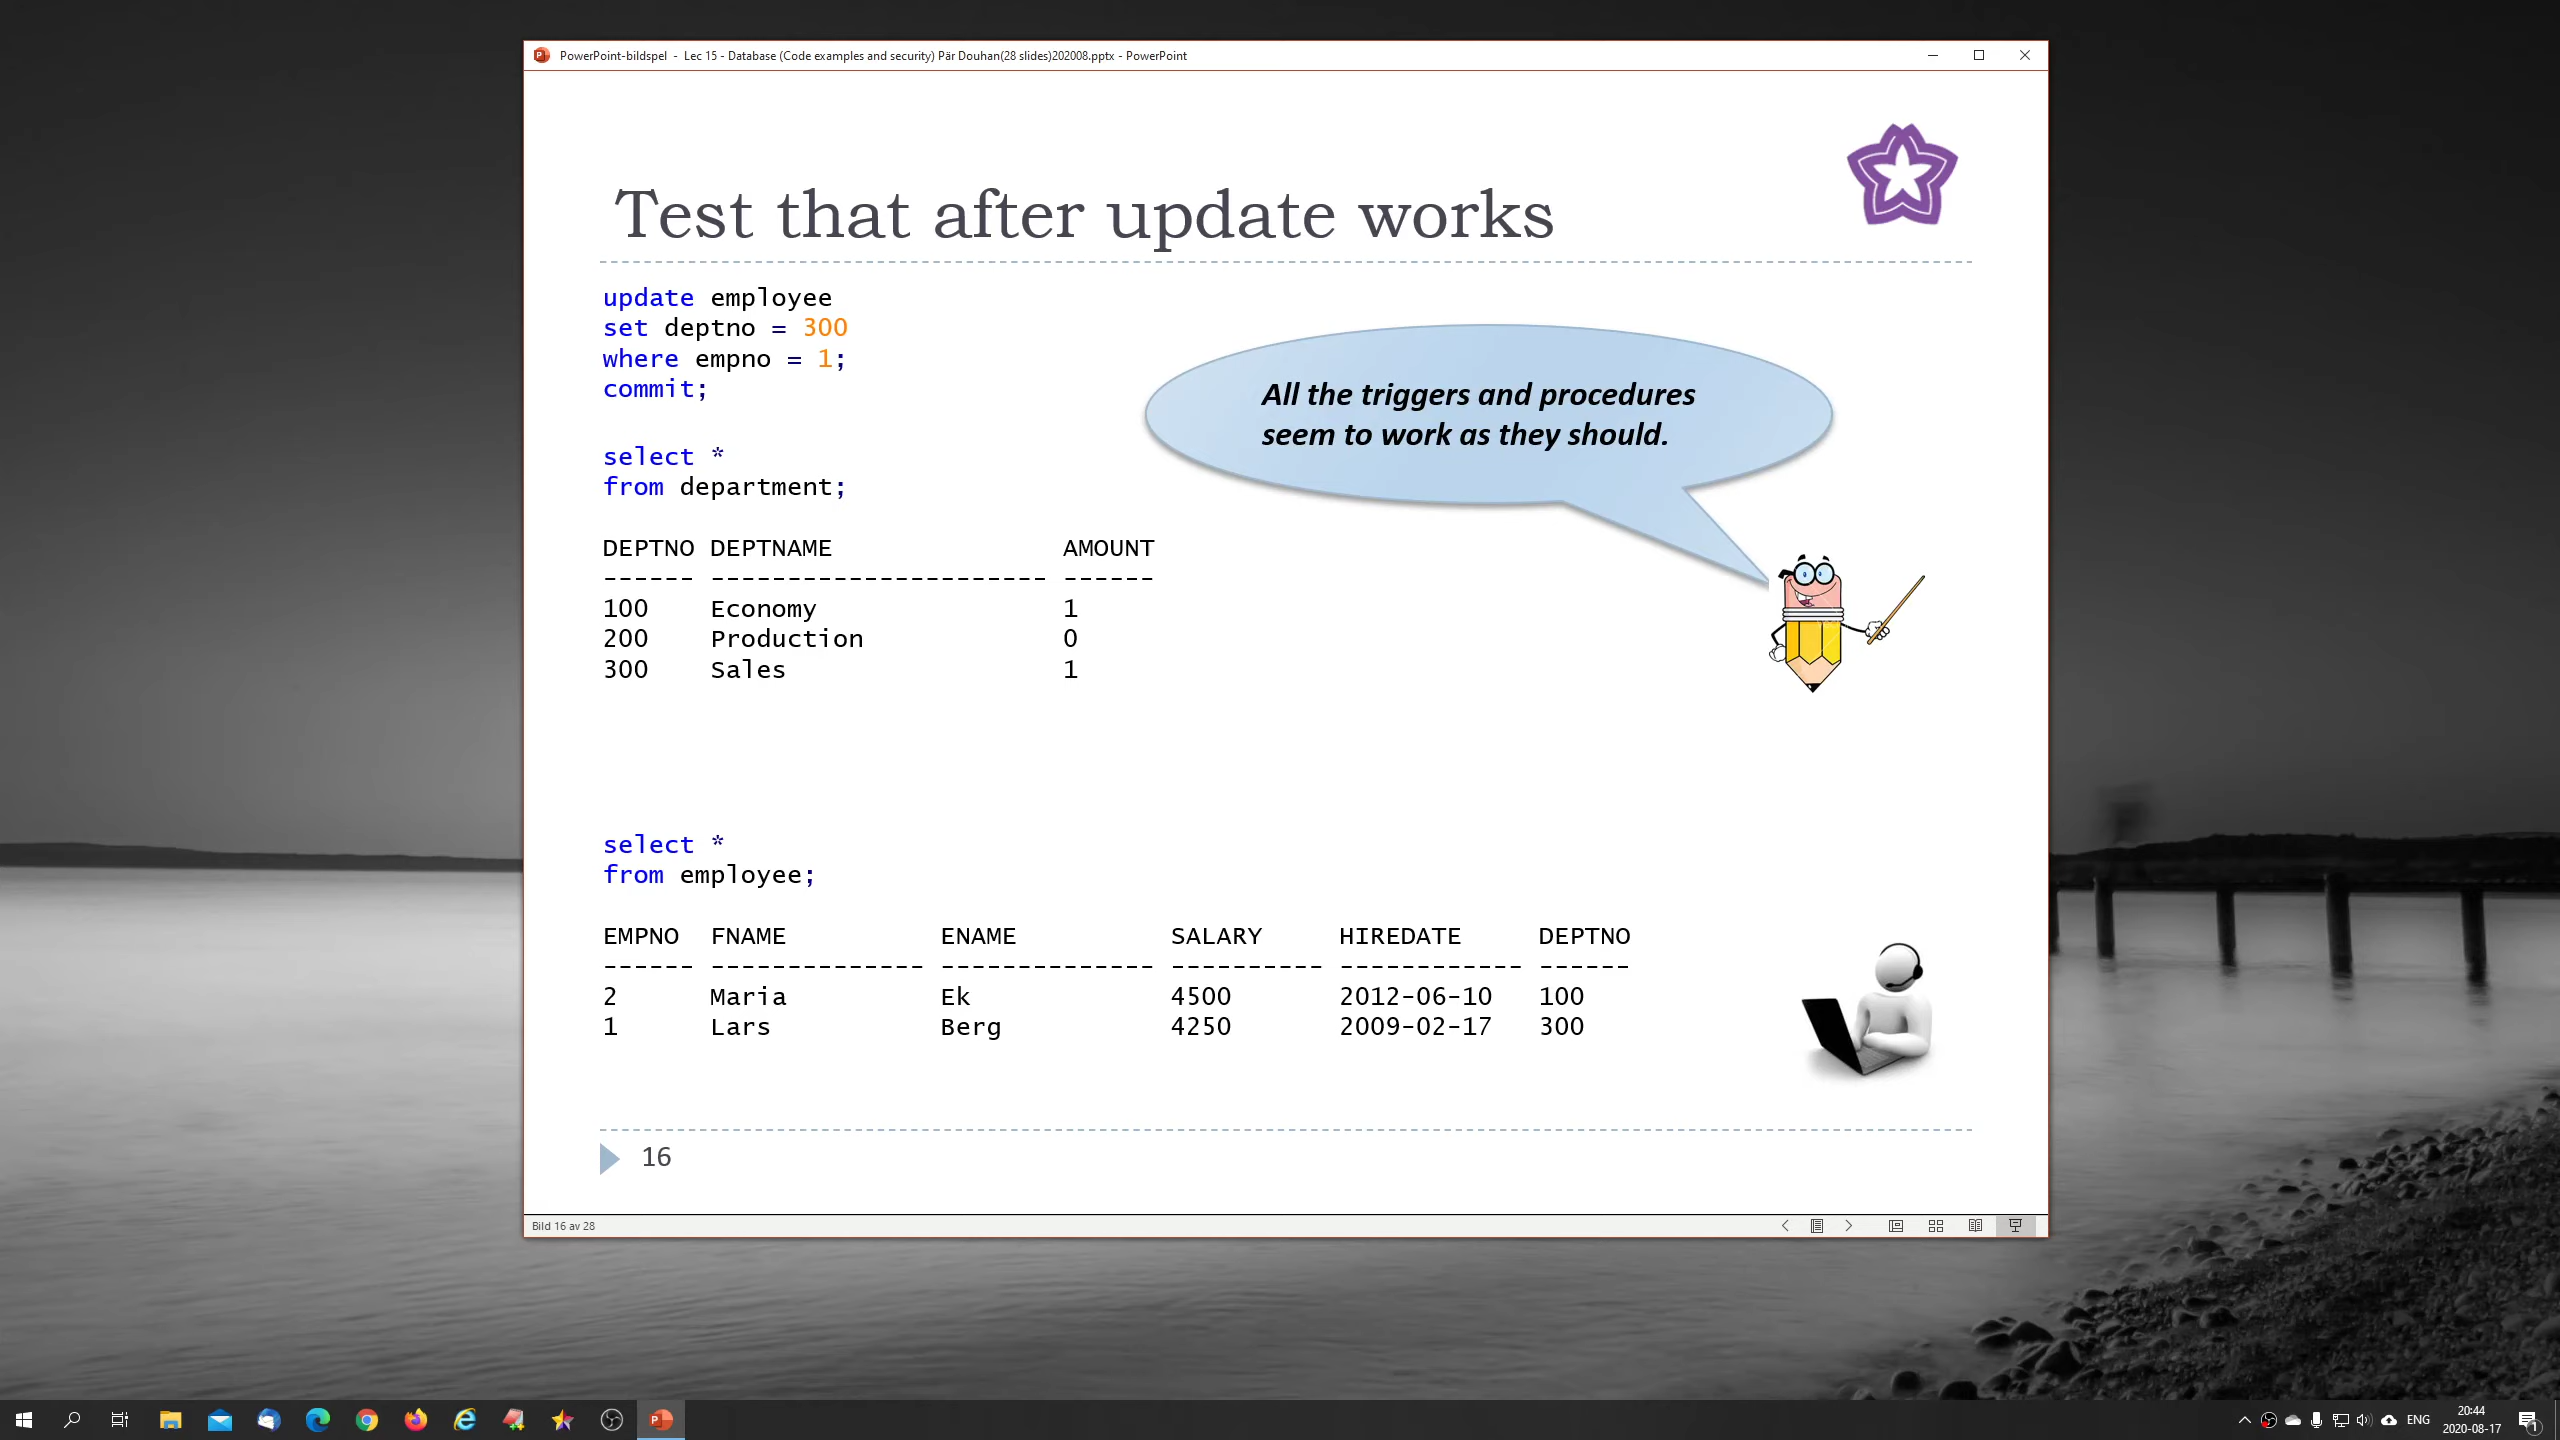 PowerPoint-bildspel - Lec 15 - Database (Code examples and security) Pär Douhan(28 slides)202008.pptx - PowerPoint
Test that after update works
update employee
set deptno = 300
where empno = 1;
commit;
All the triggers and procedures
seem to work as they should.
select *
from department;
DEPTNO DEPTNAME AMOUNT
------ ---------------------- ------
100 Economy 1
200 Production 0
300 Sales 1
select *
from employee;
EMPNO FNAME ENAME SALARY HIREDATE DEPTNO
------ -------------- -------------- ---------- ------------ ------
2 Maria Ek 4500 2012-06-10 100
1 Lars Berg 4250 2009-02-17 300
16
Bild 16 av 28
ENG
20:44
2020-08-17
1